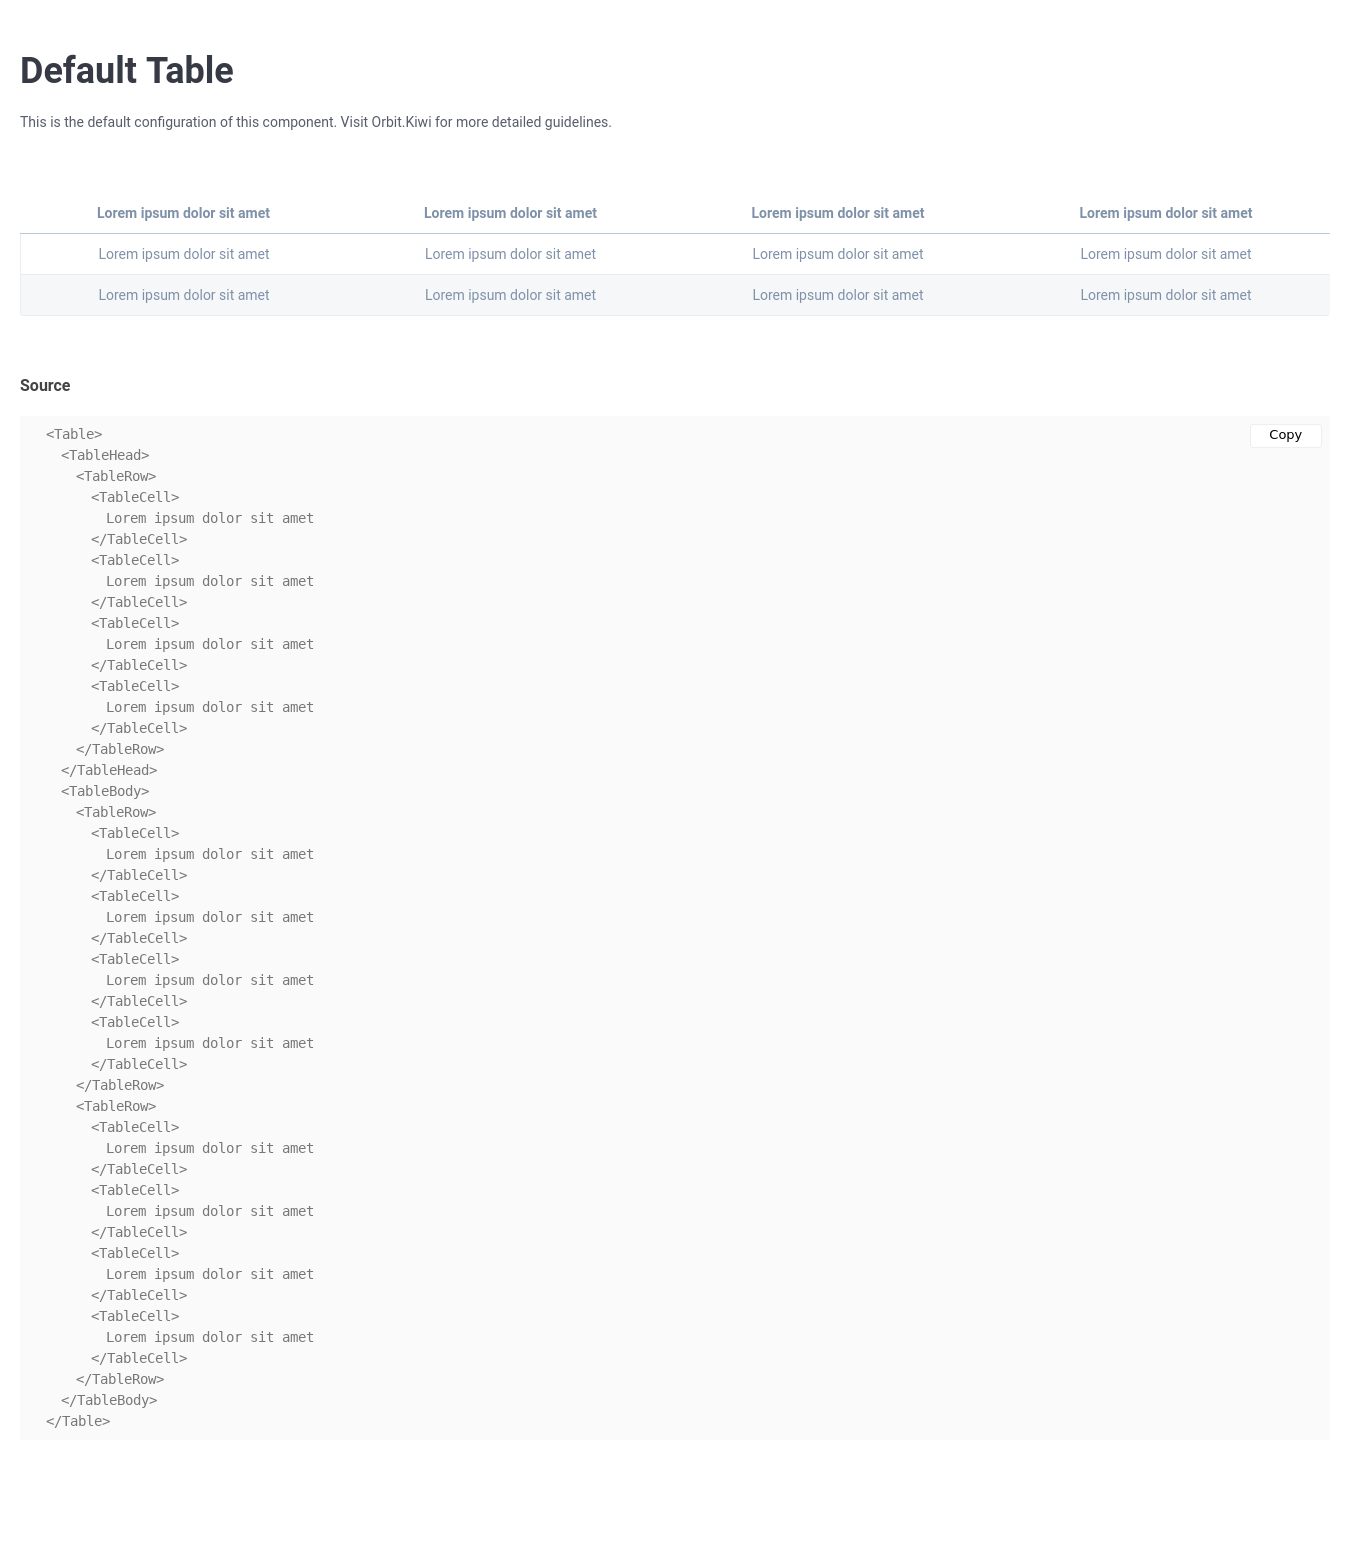 Default Table
This is the default configuration of this component. Visit Orbit.Kiwi for more detailed guidelines.
Lorem ipsum dolor sit amet Lorem ipsum dolor sit amet Lorem ipsum dolor sit amet Lorem ipsum dolor sit amet
Lorem ipsum dolor sit amet Lorem ipsum dolor sit amet Lorem ipsum dolor sit amet Lorem ipsum dolor sit amet
Lorem ipsum dolor sit amet Lorem ipsum dolor sit amet Lorem ipsum dolor sit amet Lorem ipsum dolor sit amet
Source
Copy
<Table>
<TableHead>
<TableRow>
<TableCell>
Lorem ipsum dolor sit amet
</TableCell>
<TableCell>
Lorem ipsum dolor sit amet
</TableCell>
<TableCell>
Lorem ipsum dolor sit amet
</TableCell>
<TableCell>
Lorem ipsum dolor sit amet
</TableCell>
</TableRow>
</TableHead>
<TableBody>
<TableRow>
<TableCell>
Lorem ipsum dolor sit amet
</TableCell>
<TableCell>
Lorem ipsum dolor sit amet
</TableCell>
<TableCell>
Lorem ipsum dolor sit amet
</TableCell>
<TableCell>
Lorem ipsum dolor sit amet
</TableCell>
</TableRow>
<TableRow>
<TableCell>
Lorem ipsum dolor sit amet
</TableCell>
<TableCell>
Lorem ipsum dolor sit amet
</TableCell>
<TableCell>
Lorem ipsum dolor sit amet
</TableCell>
<TableCell>
Lorem ipsum dolor sit amet
</TableCell>
</TableRow>
</TableBody>
</Table>